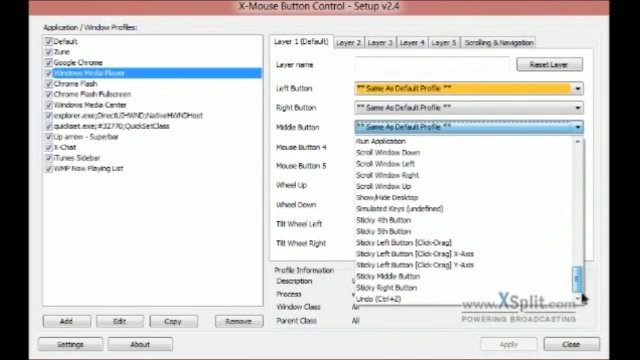 X-Mouse Button Control - Setup v2.4
Application / Window Profiles:
Default
Zune
Google Chrome
Windows Media Player
Chrome Flash
Chrome Flash Fullscreen
Windows Media Center
explorer.exe;DirectUIHWND;NativeHWNDHost
quickset.exe;#32770;QuickSetClass
Up arrow - Superbar
X-Chat
iTunes Sidebar
WMP Now Playing List
Add
Edit
Copy
Remove
Settings
About
Layer 1 (Default)
Layer 2
Layer 3
Layer 4
Layer 5
Scrolling & Navigation
Layer name
Reset Layer
Left Button
** Same As Default Profile **
Right Button
** Same As Default Profile **
Middle Button
** Same As Default Profile **
Mouse Button 4
Mouse Button 5
Wheel Up
Wheel Down
Tilt Wheel Left
Tilt Wheel Right
Run Application
Scroll Window Down
Scroll Window Left
Scroll Window Right
Scroll Window Up
Show/Hide Desktop
Simulated Keys (undefined)
Sticky 4th Button
Sticky 5th Button
Sticky Left Button [Click-Drag]
Sticky Left Button [Click-Drag] X-Axis
Sticky Left Button [Click-Drag] Y-Axis
Sticky Middle Button
Sticky Right Button
Undo (Ctrl+Z)
Profile Information
Description
Process
Window Class
Parent Class
All
www.XSplit.com
POWERING BROADCASTING
Apply
Close